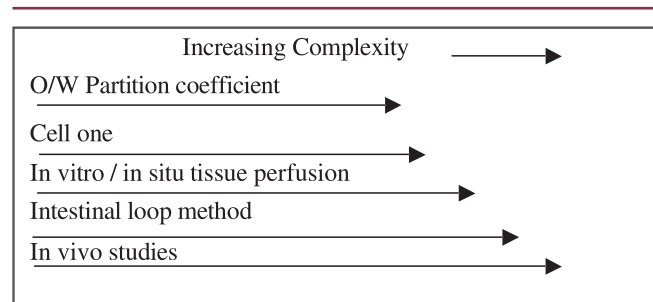 Increasing Complexity
O/W Partition coefficient
Cell one
In vitro / in situ tissue perfusion
Intestinal loop method
In vivo studies